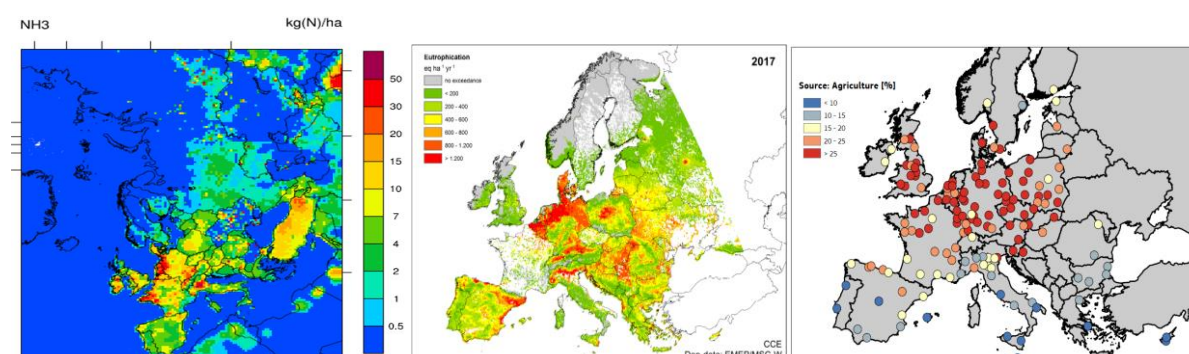 NH3
kg(N)/ha
50
30
20
15
10
7
4
2
1
0.5
Eutrophication
eq ha⁻¹ yr⁻¹
no exceedance
< 200
200 - 400
400 - 600
600 - 800
800 - 1.200
> 1.200
2017
CCE
Source: Agriculture [%]
< 10
10 - 15
15 - 20
20 - 25
> 25